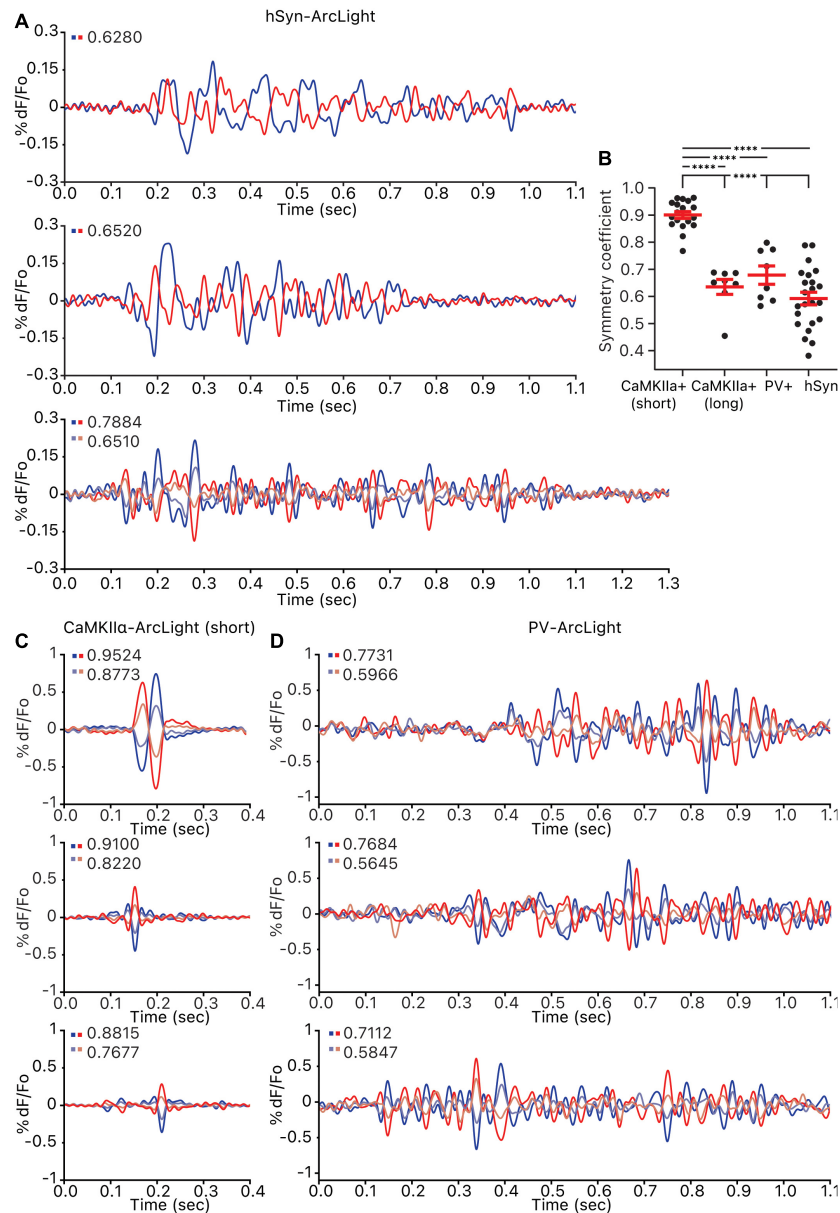 A
hSyn-ArcLight
0.3
0.15
0
-0.15
-0.3
% dF/Fo
0.6280
0.0 0.1 0.2 0.3 0.4 0.5 0.6 0.7 0.8 0.9 1.0 1.1
Time (sec)
0.3
0.15
0
-0.15
-0.3
% dF/Fo
0.6520
0.0 0.1 0.2 0.3 0.4 0.5 0.6 0.7 0.8 0.9 1.0 1.1
Time (sec)
0.3
0.15
0
-0.15
-0.3
% dF/Fo
0.7884
0.6510
0.0 0.1 0.2 0.3 0.4 0.5 0.6 0.7 0.8 0.9 1.0 1.1 1.2 1.3
Time (sec)
B
****
****
****
****
1.0
0.9
0.8
0.7
0.6
0.5
0.4
Symmetry coefficient
CaMKIIa+ CaMKIIa+ PV+ hSyn
(short) (long)
C
CaMKIIα-ArcLight (short)
1
0.5
0
-0.5
-1
% dF/Fo
0.9524
0.8773
0.0 0.1 0.2 0.3 0.4
Time (sec)
1
0.5
0
-0.5
-1
% dF/Fo
0.9100
0.8220
0.0 0.1 0.2 0.3 0.4
Time (sec)
1
0.5
0
-0.5
-1
% dF/Fo
0.8815
0.7677
0.0 0.1 0.2 0.3 0.4
Time (sec)
D
PV-ArcLight
1
0.5
0
-0.5
-1
% dF/Fo
0.7731
0.5966
0.0 0.1 0.2 0.3 0.4 0.5 0.6 0.7 0.8 0.9 1.0 1.1
Time (sec)
1
0.5
0
-0.5
-1
% dF/Fo
0.7684
0.5645
0.0 0.1 0.2 0.3 0.4 0.5 0.6 0.7 0.8 0.9 1.0 1.1
Time (sec)
1
0.5
0
-0.5
-1
% dF/Fo
0.7112
0.5847
0.0 0.1 0.2 0.3 0.4 0.5 0.6 0.7 0.8 0.9 1.0 1.1
Time (sec)